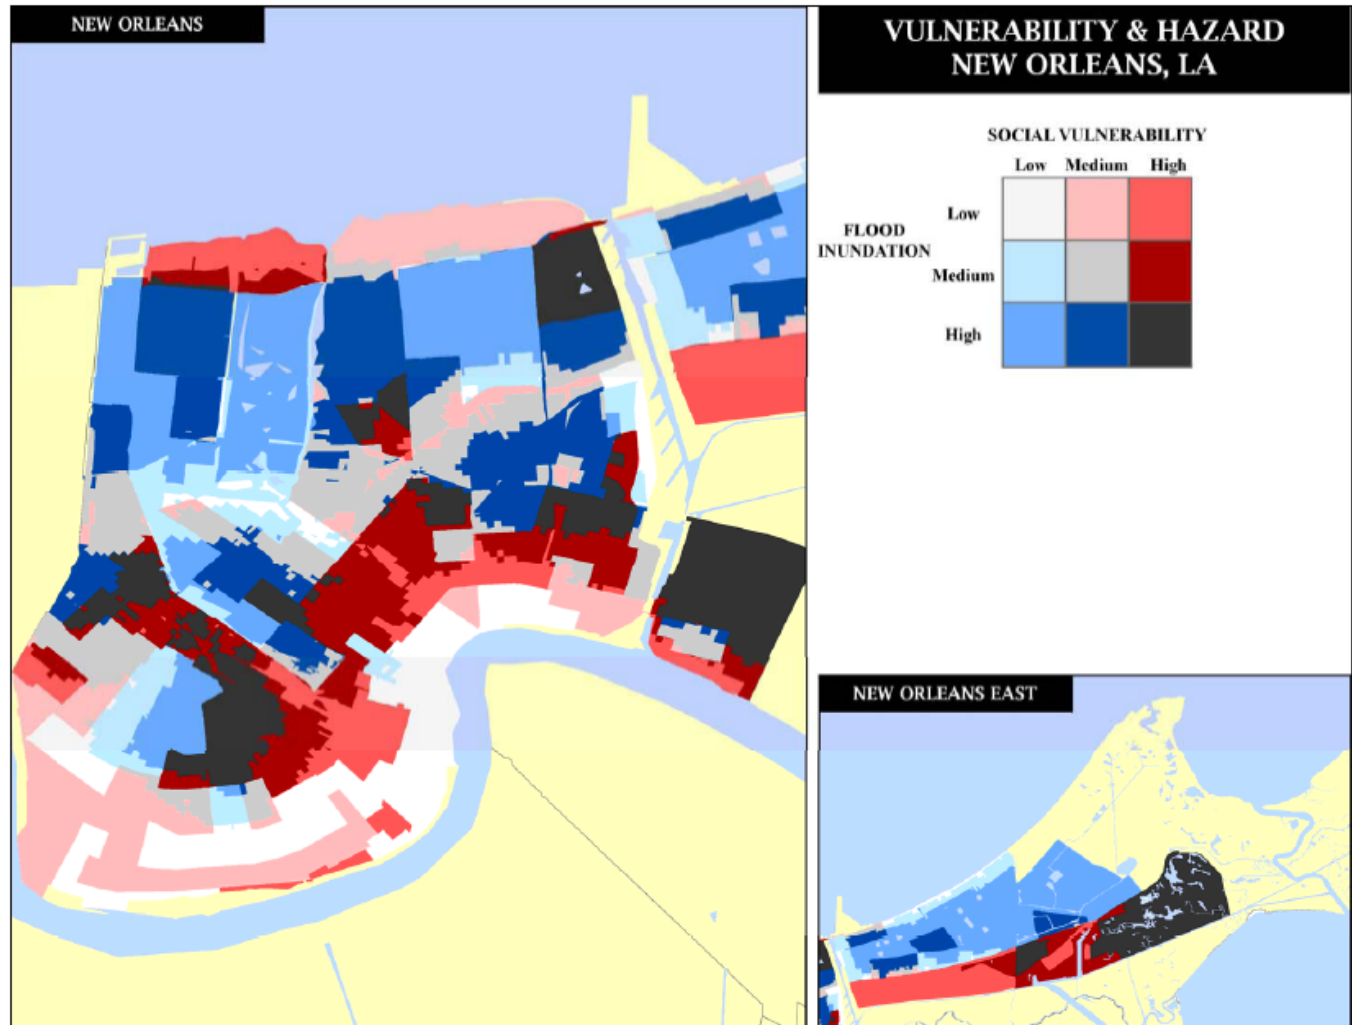 NEW ORLEANS
VULNERABILITY & HAZARD
NEW ORLEANS, LA
SOCIAL VULNERABILITY
Low Medium High
Low
FLOOD
INUNDATION
Medium
High
NEW ORLEANS EAST